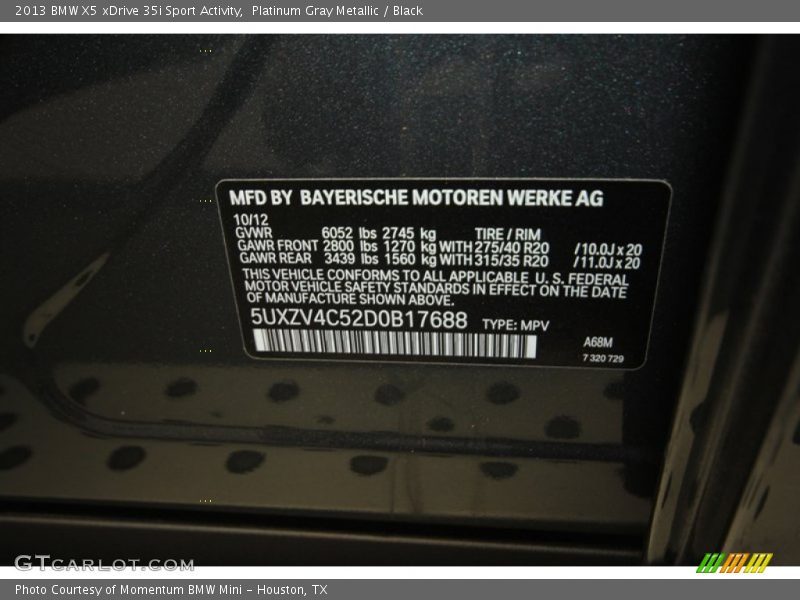 2013 BMW X5 xDrive 35i Sport Activity,  Platinum Gray Metallic / Black
MFD BY BAYERISCHE MOTOREN WERKE AG
10/12
GVWR 6052 lbs 2745 kg TIRE / RIM
GAWR FRONT 2800 lbs 1270 kg WITH 275/40 R20 /10.0J x 20
GAWR REAR 3439 lbs 1560 kg WITH 315/35 R20 /11.0J x 20
THIS VEHICLE CONFORMS TO ALL APPLICABLE U. S. FEDERAL
MOTOR VEHICLE SAFETY STANDARDS IN EFFECT ON THE DATE
OF MANUFACTURE SHOWN ABOVE.
5UXZV4C52D0B17688 TYPE: MPV
A68M
7 320 729
GTCARLOT.COM
Photo Courtesy of Momentum BMW Mini - Houston, TX